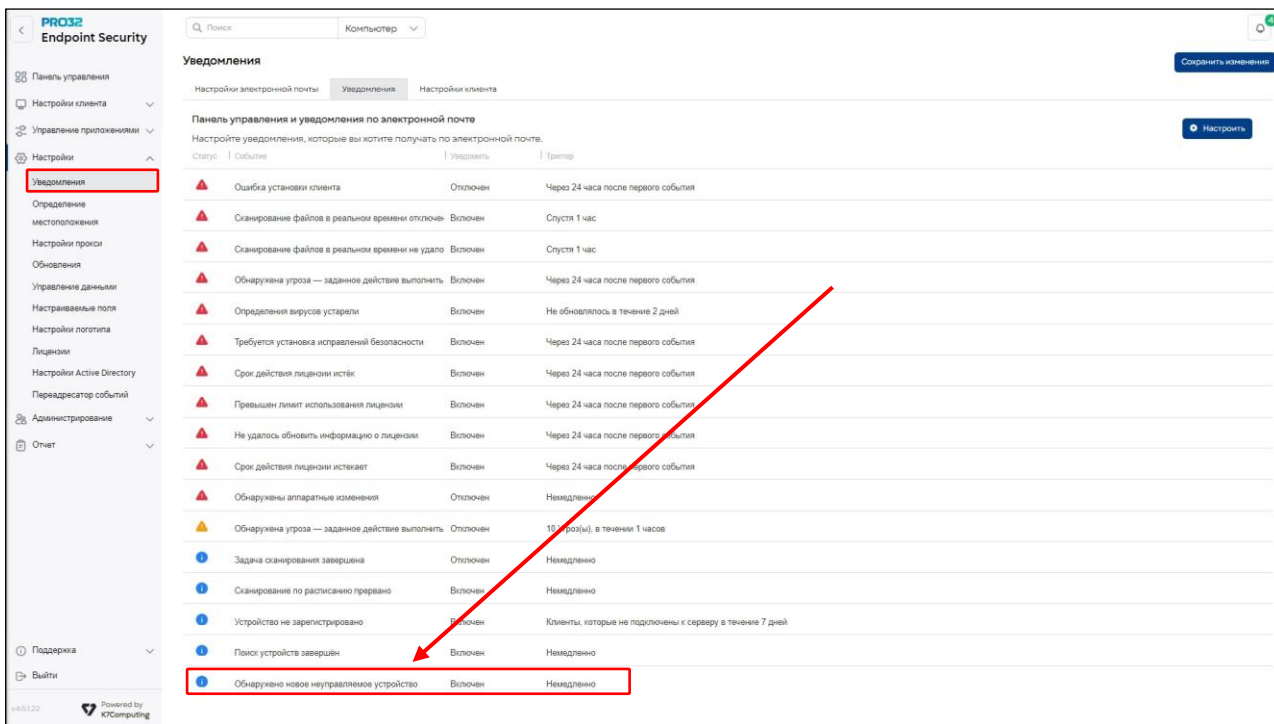 PRO32
Endpoint Security
Поиск
Компьютер
4
Уведомления
Сохранить изменения
Панель управления
Настройки клиента
Управление приложениями
Настройки
Уведомления
Определение
местоположения
Настройки прокси
Обновления
Управление данными
Настраиваемые поля
Настройки логотипа
Лицензии
Настройки Active Directory
Переадресатор событий
Администрирование
Отчет
Поддержка
Выйти
v4.6.1.22
Powered by
K7Computing
Настройки электронной почты Уведомления Настройки клиента
Панель управления и уведомления по электронной почте
Настройте уведомления, которые вы хотите получать по электронной почте.
Настроить
Статус Событие Уведомить Триггер
Ошибка установки клиента Отключен Через 24 часа после первого события
Сканирование файлов в реальном времени отключен Включен Спустя 1 час
Сканирование файлов в реальном времени не удало Включен Спустя 1 час
Обнаружена угроза — заданное действие выполнить Включен Через 24 часа после первого события
Определения вирусов устарели Включен Не обновлялось в течение 2 дней
Требуется установка исправлений безопасности Включен Через 24 часа после первого события
Срок действия лицензии истёк Включен Через 24 часа после первого события
Превышен лимит использования лицензии Включен Через 24 часа после первого события
Не удалось обновить информацию о лицензии Включен Через 24 часа после первого события
Срок действия лицензии истекает Включен Через 24 часа после первого события
Обнаружены аппаратные изменения Отключен Немедленно
Обнаружена угроза — заданное действие выполнить Отключен 10 Угроз(ы), в течении 1 часов
Задача сканирования завершена Отключен Немедленно
Сканирование по расписанию прервано Включен Немедленно
Устройство не зарегистрировано Включен Клиенты, которые не подключены к серверу в течение 7 дней
Поиск устройств завершён Включен Немедленно
Обнаружено новое неуправляемое устройство Включен Немедленно